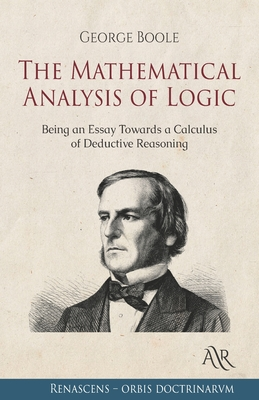 GEORGE BOOLE
THE MATHEMATICAL
ANALYSIS OF LOGIC
Being an Essay Towards a Calculus
of Deductive Reasoning
AR
RENASCENS – ORBIS DOCTRINARVM